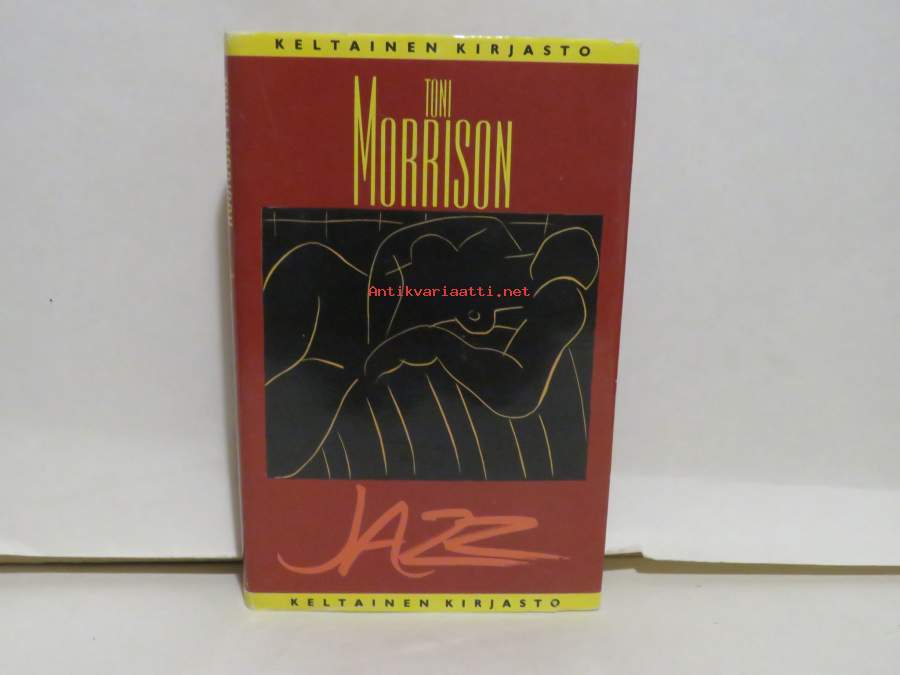 KELTAINEN KIRJASTO
TONI
MORRISON
Antikvariaatti.net
JAZZ
KELTAINEN KIRJASTO